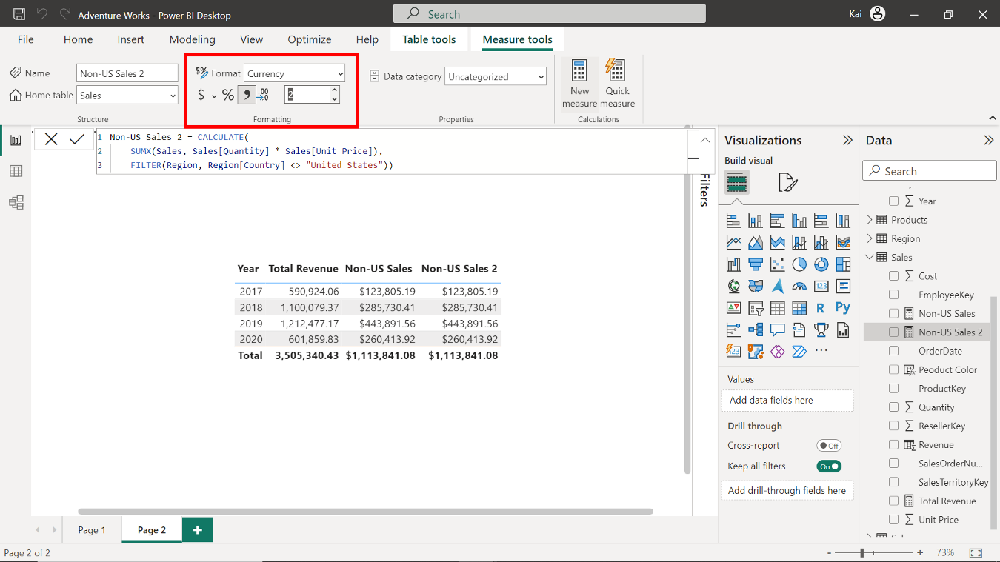 Adventure Works - Power BI Desktop
Search
Kai
File
Home
Insert
Modeling
View
Optimize
Help
Table tools
Measure tools
Name
Non-US Sales 2
Home table
Sales
Structure
$% Format
Currency
$ % 9 .00 →0
2
Formatting
Data category
Uncategorized
Properties
New measure
Quick measure
Calculations
1 Non-US Sales 2 = CALCULATE(
2 SUMX(Sales, Sales[Quantity] * Sales[Unit Price]),
3 FILTER(Region, Region[Country] <> "United States"))
Year Total Revenue Non-US Sales Non-US Sales 2
2017 590,924.06 $123,805.19 $123,805.19
2018 1,100,079.37 $285,730.41 $285,730.41
2019 1,212,477.17 $443,891.56 $443,891.56
2020 601,859.83 $260,413.92 $260,413.92
Total 3,505,340.43 $1,113,841.08 $1,113,841.08
Filters
Visualizations
Build visual
123
R
Py
123
...
Values
Add data fields here
Drill through
Cross-report
Off
Keep all filters
On
Add drill-through fields here
Data
Search
Σ Year
Products
Region
Sales
Σ Cost
EmployeeKey
Non-US Sales
Non-US Sales 2
OrderDate
Peoduct Color
ProductKey
Σ Quantity
Σ ResellerKey
Revenue
SalesOrderNu...
SalesTerritoryKey
Total Revenue
Σ Unit Price
Page 1
Page 2
+
Page 2 of 2
- + 73%